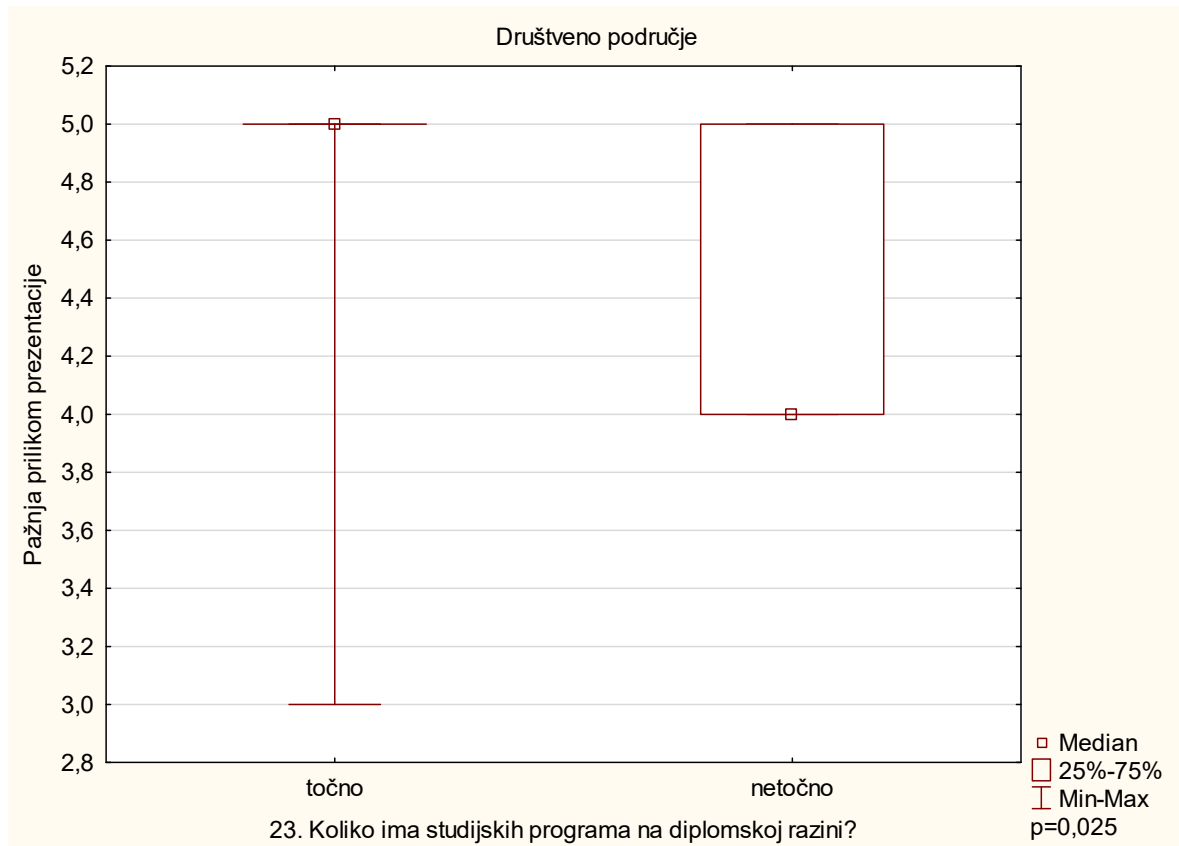 Društveno područje
5,2
5,0
4,8
4,6
4,4
4,2
4,0
3,8
3,6
3,4
3,2
3,0
2,8
Pažnja prilikom prezentacije
točno
netočno
23. Koliko ima studijskih programa na diplomskoj razini?
Median
25%-75%
Min-Max
p=0,025